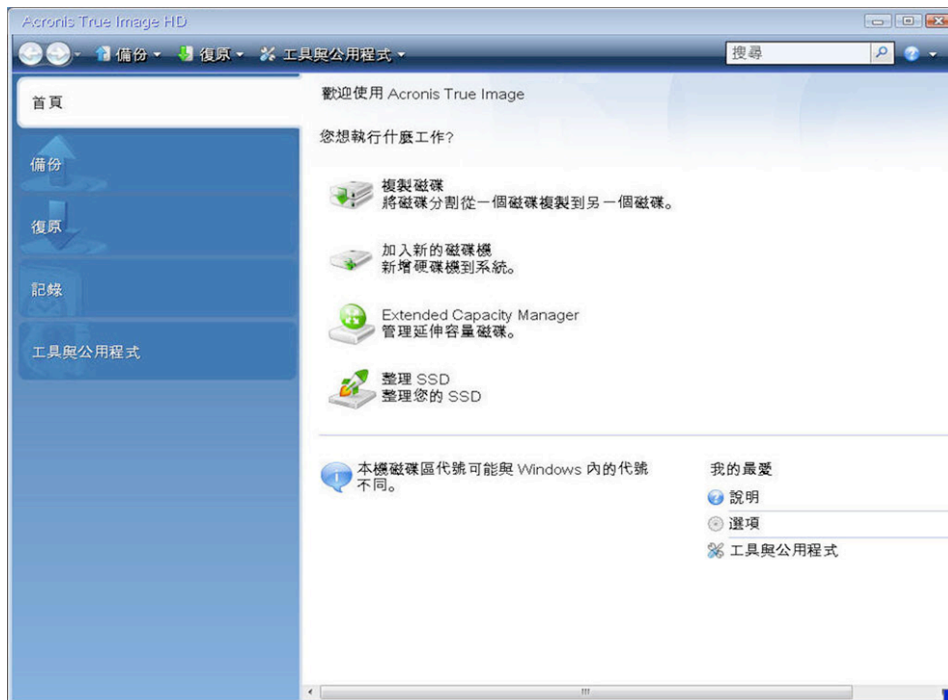 Acronis True Image HD
備份 復原 工具與公用程式 搜尋
首頁
備份
復原
記錄
工具與公用程式
歡迎使用 Acronis True Image
您想執行什麼工作?
複製磁碟
將磁碟分割從一個磁碟複製到另一個磁碟。
加入新的磁碟機
新增硬碟機到系統。
Extended Capacity Manager
管理延伸容量磁碟。
整理 SSD
整理您的 SSD
本機磁碟區代號可能與 Windows 內的代號
不同。
我的最愛
說明
選項
工具與公用程式